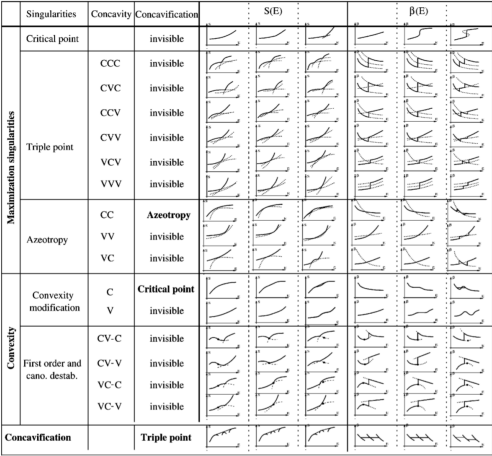 Singularities Concavity Concavification S(E) β(E)
Maximization singularities
Critical point invisible
Triple point
CCC invisible
CVC invisible
CCV invisible
CVV invisible
VCV invisible
VVV invisible
Azeotropy
CC Azeotropy
VV invisible
VC invisible
Convexity
Convexity
modification
C Critical point
V invisible
First order and
cano. destab.
CV-C invisible
CV-V invisible
VC-C invisible
VC-V invisible
Concavification Triple point